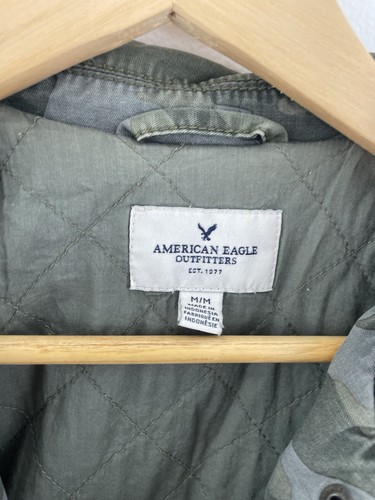 AMERICAN EAGLE
OUTFITTERS
EST. 1977
M/M
MADE IN
INDONESIA
FABRIQUÉ EN
INDONÉSIE